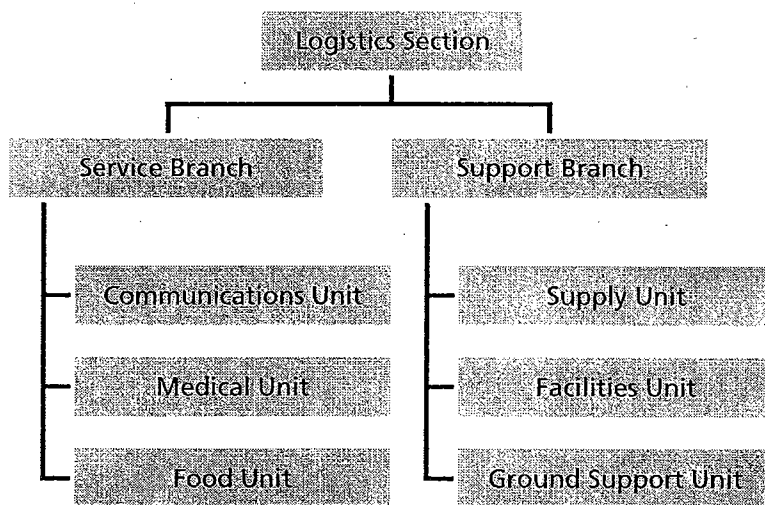 Logistics Section
Service Branch
Support Branch
Communications Unit
Supply Unit
Medical Unit
Facilities Unit
Food Unit
Ground Support Unit